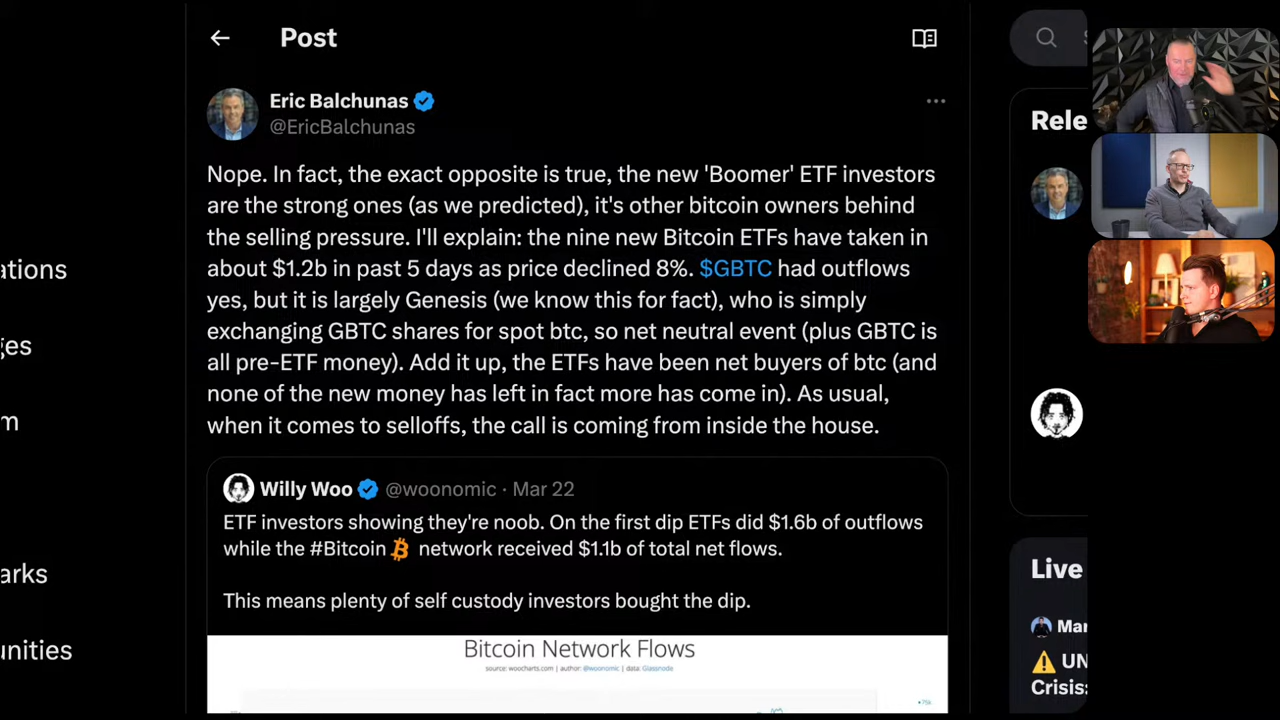 Post
Eric Balchunas
@EricBalchunas
Nope. In fact, the exact opposite is true, the new 'Boomer' ETF investors
are the strong ones (as we predicted), it's other bitcoin owners behind
the selling pressure. I'll explain: the nine new Bitcoin ETFs have taken in
about $1.2b in past 5 days as price declined 8%. $GBTC had outflows
yes, but it is largely Genesis (we know this for fact), who is simply
exchanging GBTC shares for spot btc, so net neutral event (plus GBTC is
all pre-ETF money). Add it up, the ETFs have been net buyers of btc (and
none of the new money has left in fact more has come in). As usual,
when it comes to selloffs, the call is coming from inside the house.
Willy Woo @woonomic · Mar 22
ETF investors showing they're noob. On the first dip ETFs did $1.6b of outflows
while the #Bitcoin network received $1.1b of total net flows.
This means plenty of self custody investors bought the dip.
Bitcoin Network Flows
source: woocharts.com | author: @woonomic | data: Glassnode
ations
ges
m
arks
unities
Rele
Live
Mar
UN
Crisis: